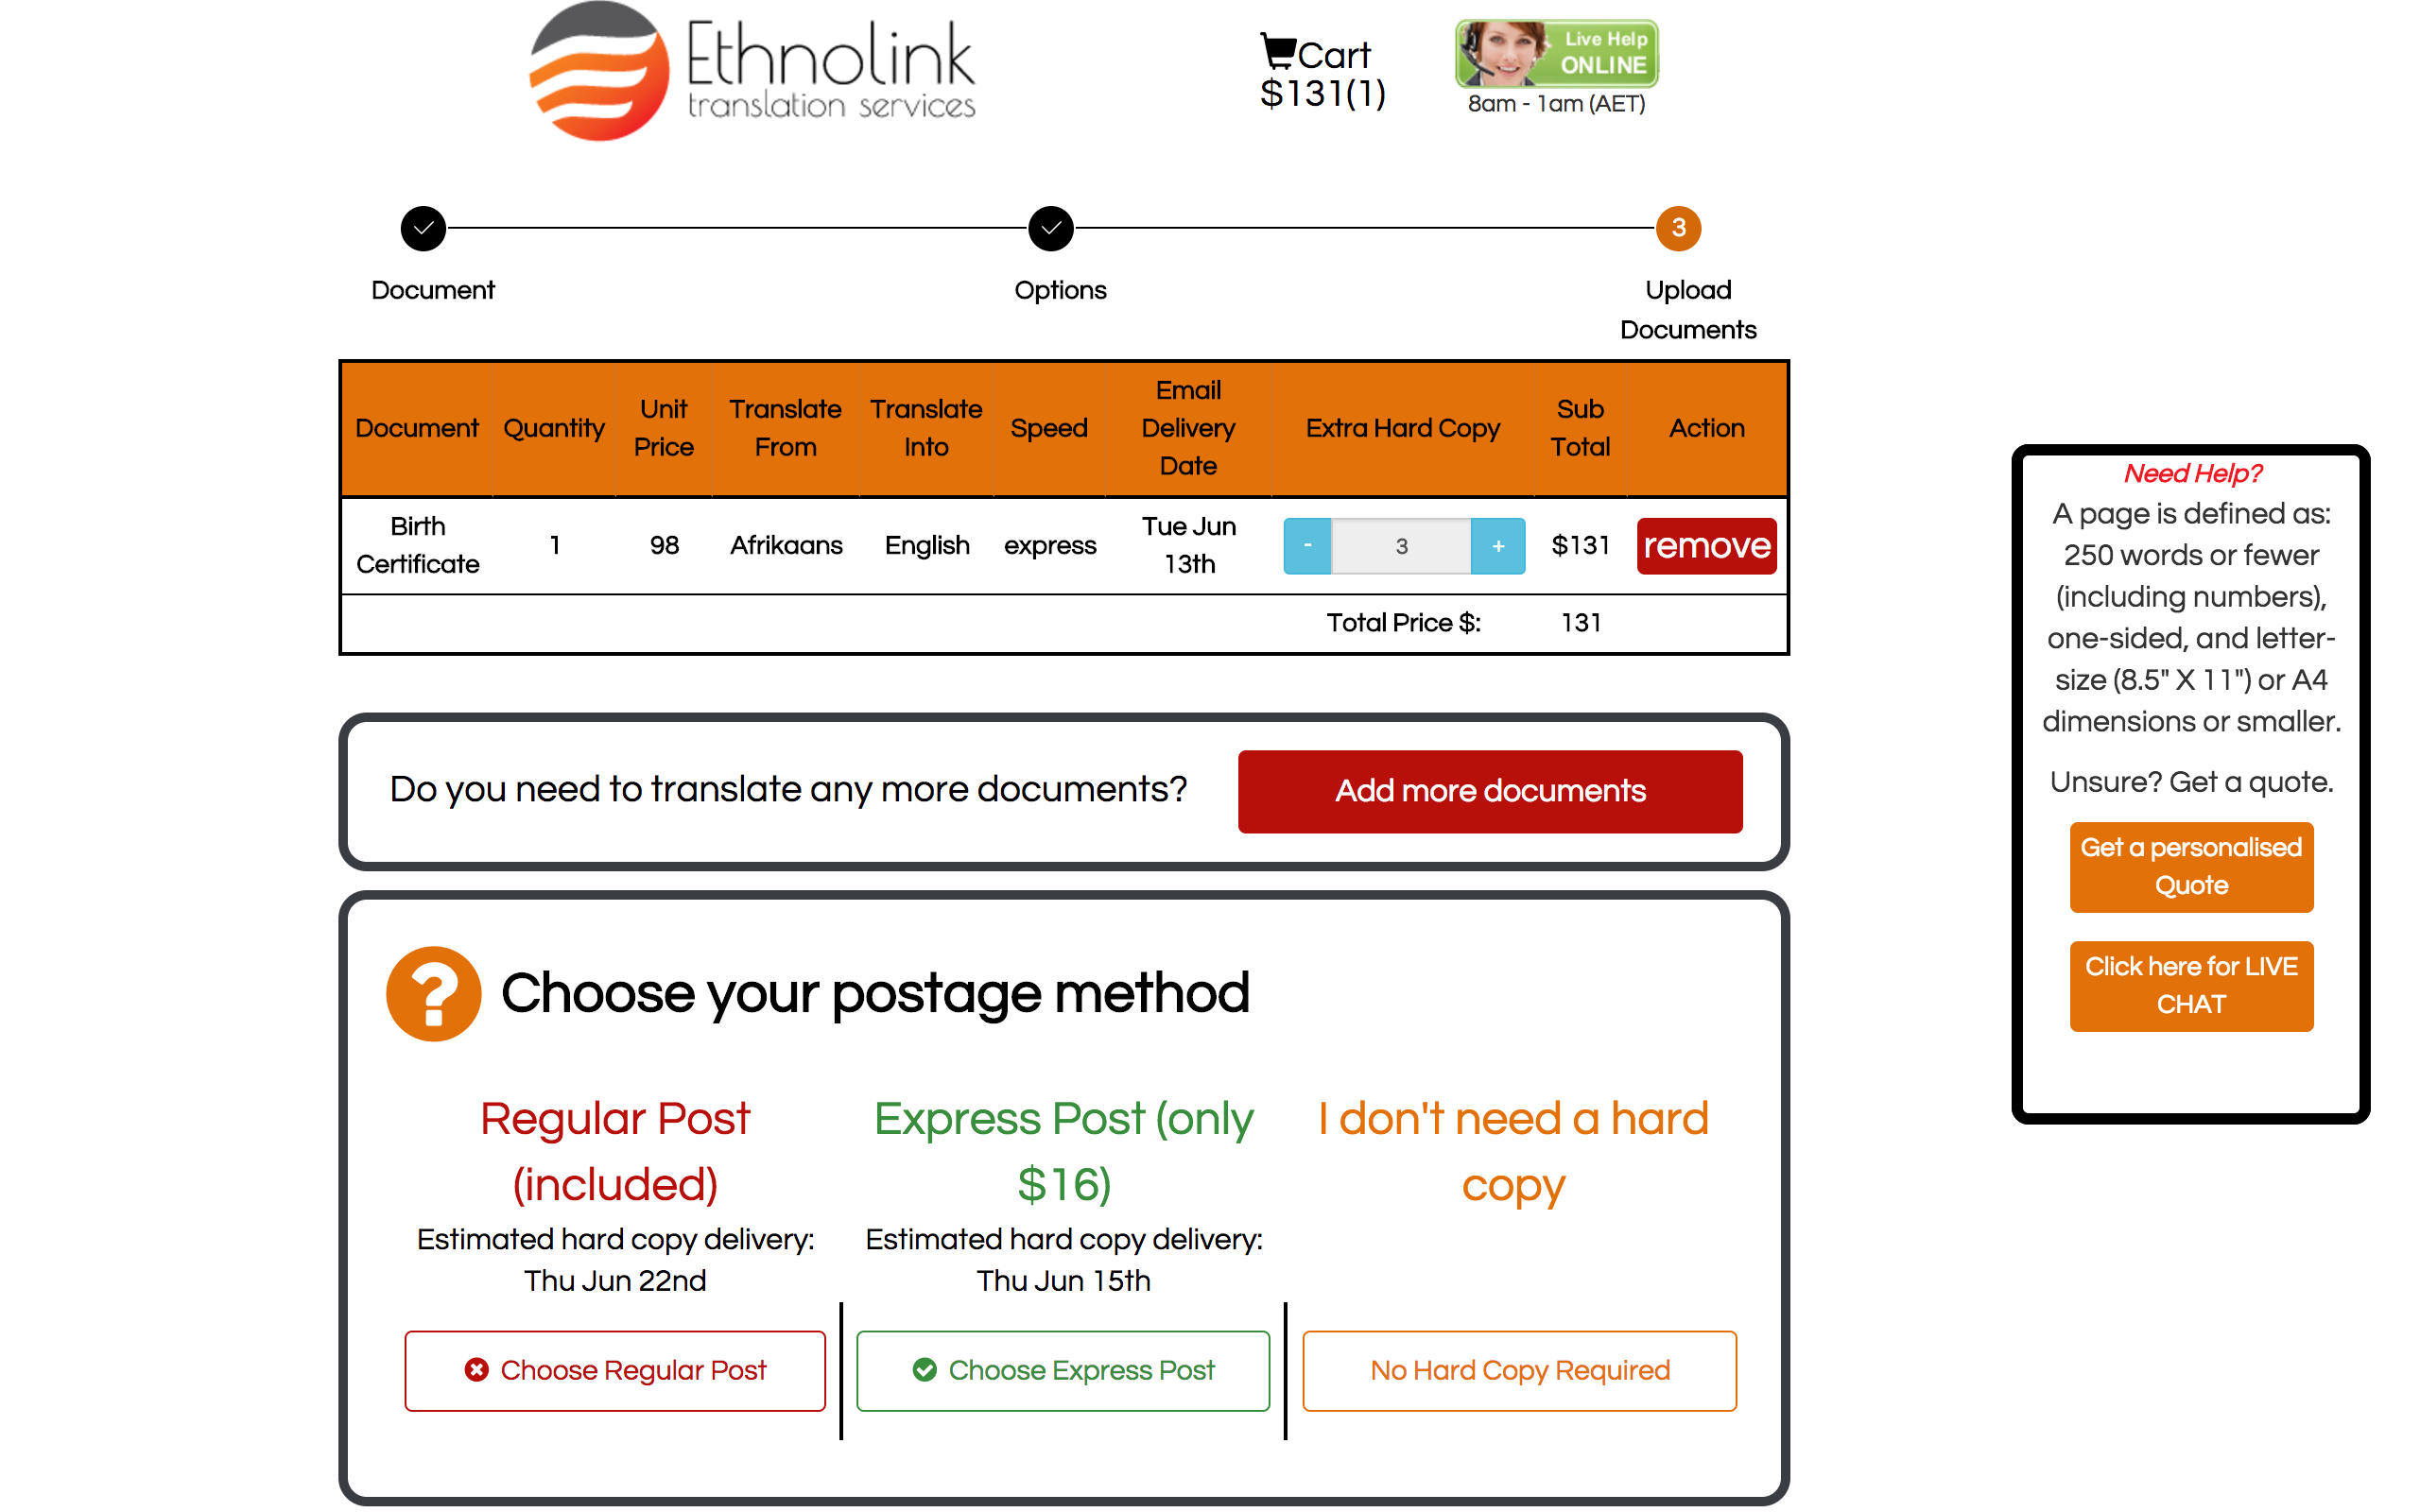 Ethnolink
translation services
Cart
$131(1)
Live Help
ONLINE
8am - 1am (AET)
3
Document
Options
Upload
Documents
Document
Quantity
Unit
Price
Translate
From
Translate
Into
Speed
Email
Delivery
Date
Extra Hard Copy
Sub
Total
Action
Birth
Certificate
1
98
Afrikaans
English
express
Tue Jun
13th
-
3
+
$131
remove
Total Price $:
131
Do you need to translate any more documents?
Add more documents
? Choose your postage method
Regular Post
(included)
Estimated hard copy delivery:
Thu Jun 22nd
Choose Regular Post
Express Post (only
$16)
Estimated hard copy delivery:
Thu Jun 15th
Choose Express Post
I don't need a hard
copy
No Hard Copy Required
Need Help?
A page is defined as:
250 words or fewer
(including numbers),
one-sided, and letter-
size (8.5" X 11") or A4
dimensions or smaller.
Unsure? Get a quote.
Get a personalised
Quote
Click here for LIVE
CHAT